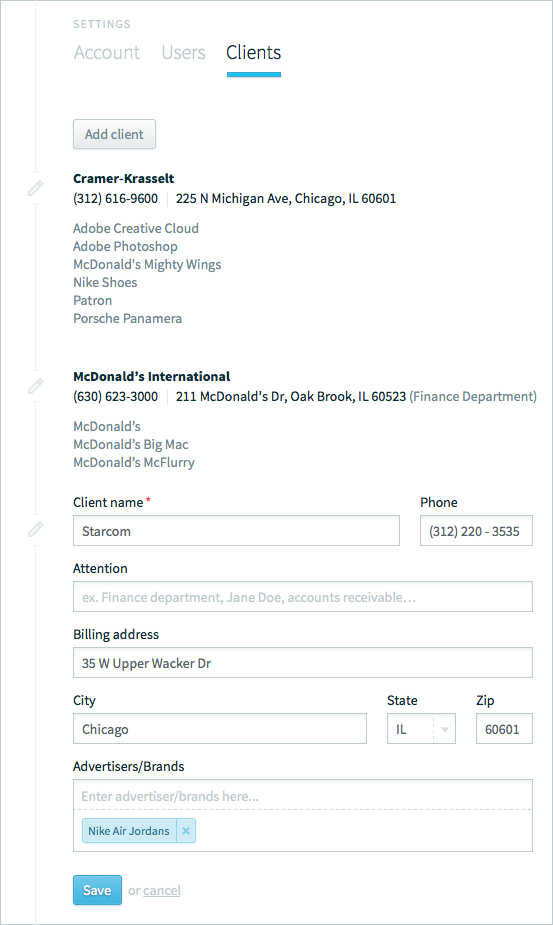 SETTINGS
Account Users Clients
Add client
Cramer-Krasselt
(312) 616-9600 225 N Michigan Ave, Chicago, IL 60601
Adobe Creative Cloud
Adobe Photoshop
McDonald's Mighty Wings
Nike Shoes
Patron
Porsche Panamera
McDonald’s International
(630) 623-3000 211 McDonald’s Dr, Oak Brook, IL 60523 (Finance Department)
McDonald’s
McDonald’s Big Mac
McDonald’s McFlurry
Client name * Phone
Starcom (312) 220 - 3535
Attention
ex. Finance department, Jane Doe, accounts receivable…
Billing address
35 W Upper Wacker Dr
City State Zip
Chicago IL 60601
Advertisers/Brands
Enter advertiser/brands here...
Nike Air Jordans ×
Save or cancel